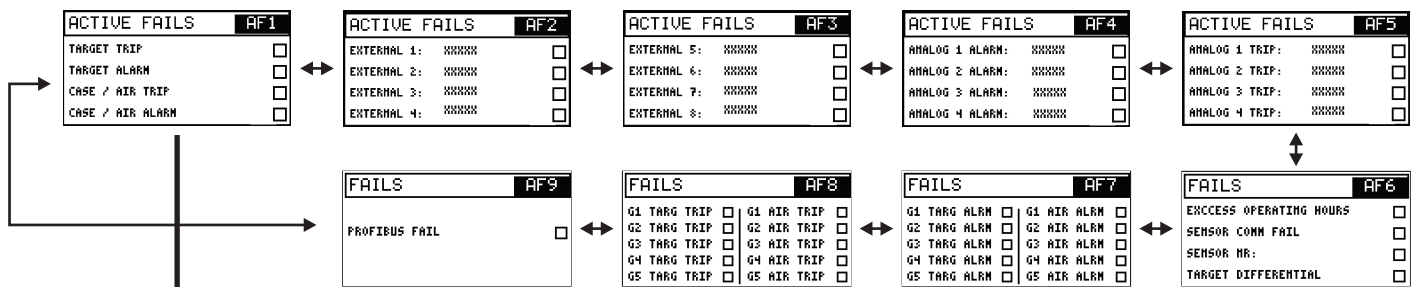 ACTIVE FAILS AF1
TARGET TRIP
TARGET ALARM
CASE / AIR TRIP
CASE / AIR ALARM
ACTIVE FAILS AF2
EXTERNAL 1: XXXXX
EXTERNAL 2: XXXXX
EXTERNAL 3: XXXXX
EXTERNAL 4: XXXXX
ACTIVE FAILS AF3
EXTERNAL 5: XXXXX
EXTERNAL 6: XXXXX
EXTERNAL 7: XXXXX
EXTERNAL 8: XXXXX
ACTIVE FAILS AF4
ANALOG 1 ALARM: XXXXX
ANALOG 2 ALARM: XXXXX
ANALOG 3 ALARM: XXXXX
ANALOG 4 ALARM: XXXXX
ACTIVE FAILS AF5
ANALOG 1 TRIP: XXXXX
ANALOG 2 TRIP: XXXXX
ANALOG 3 TRIP: XXXXX
ANALOG 4 TRIP: XXXXX
FAILS AF9
PROFIBUS FAIL
FAILS AF8
G1 TARG TRIP G1 AIR TRIP
G2 TARG TRIP G2 AIR TRIP
G3 TARG TRIP G3 AIR TRIP
G4 TARG TRIP G4 AIR TRIP
G5 TARG TRIP G5 AIR TRIP
FAILS AF7
G1 TARG ALRM G1 AIR ALRM
G2 TARG ALRM G2 AIR ALRM
G3 TARG ALRM G3 AIR ALRM
G4 TARG ALRM G4 AIR ALRM
G5 TARG ALRM G5 AIR ALRM
FAILS AF6
EXCCESS OPERATING HOURS
SENSOR COMM FAIL
SENSOR NR:
TARGET DIFFERENTIAL